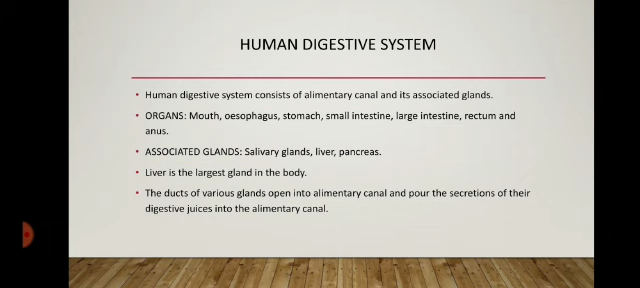 HUMAN DIGESTIVE SYSTEM
• Human digestive system consists of alimentary canal and its associated glands.
• ORGANS: Mouth, oesophagus, stomach, small intestine, large intestine, rectum and
anus.
• ASSOCIATED GLANDS: Salivary glands, liver, pancreas.
• Liver is the largest gland in the body.
• The ducts of various glands open into alimentary canal and pour the secretions of their
digestive juices into the alimentary canal.